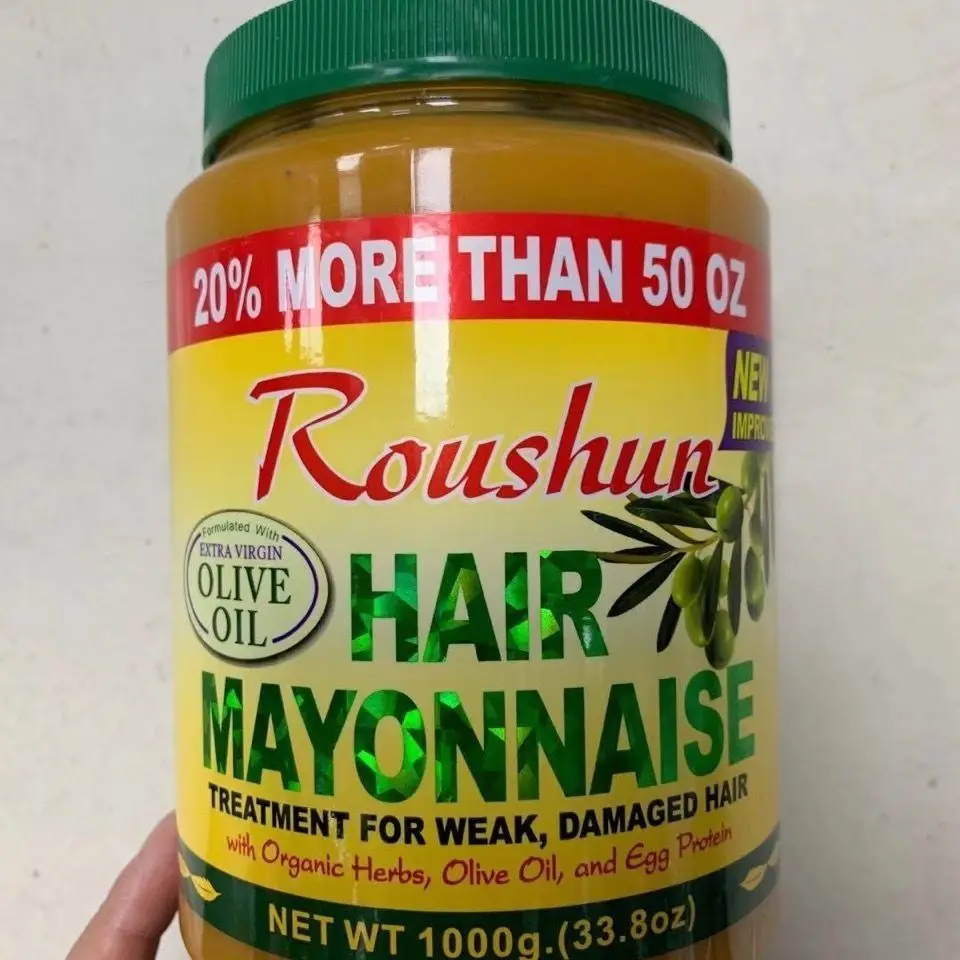 20% MORE THAN 50 OZ
NEW
Roushun
Formulated With
EXTRA VIRGIN
OLIVE
OIL
HAIR
MAYONNAISE
TREATMENT FOR WEAK, DAMAGED HAIR
with Organic Herbs, Olive Oil, and Egg Protein
NET WT 1000g.(33.8oz)